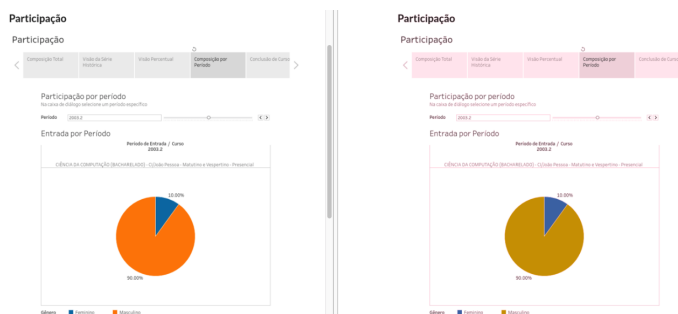 Participação
Participação
Composição Total
Visão da Série Histórica
Visão Percentual
Composição por Período
Conclusão de Curso
Participação por período
Na caixa de diálogo selecione um período específico
Período 2003.2
Entrada por Período
Período de Entrada / Curso
2003.2
CIÊNCIA DA COMPUTAÇÃO (BACHARELADO) - CI/João Pessoa - Matutino e Vespertino - Presencial
10.00%
90.00%
Gênero Feminino Masculino
Participação
Participação
Composição Total
Visão da Série Histórica
Visão Percentual
Composição por Período
Conclusão de Curso
Participação por período
Na caixa de diálogo selecione um período específico
Período 2003.2
Entrada por Período
Período de Entrada / Curso
2003.2
CIÊNCIA DA COMPUTAÇÃO (BACHARELADO) - CI/João Pessoa - Matutino e Vespertino - Presencial
10.00%
90.00%
Gênero Feminino Masculino